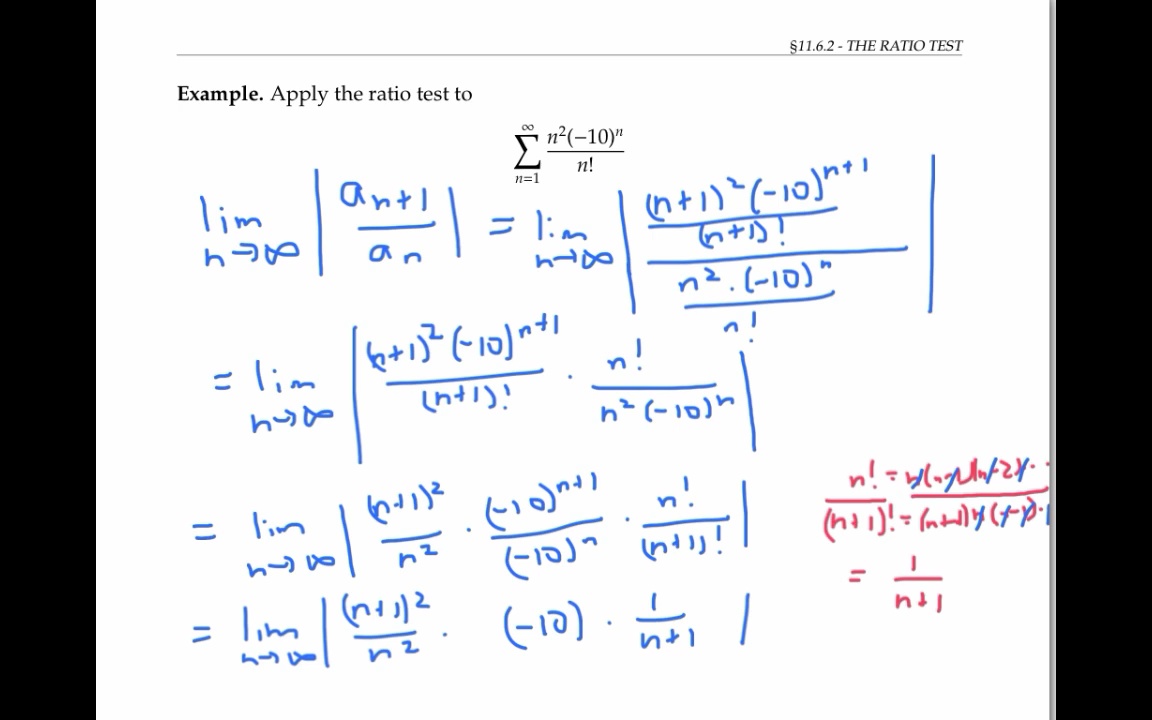 §11.6.2 - THE RATIO TEST
Example. Apply the ratio test to
∑_{n=1}^{∞} n²(−10)ⁿ / n!
lim_{n→∞} | a_{n+1} / a_n | = lim_{n→∞} | ((n+1)² (-10)^{n+1} / (n+1)!) / (n² · (-10)^n / n!) |
= lim_{n→∞} | (n+1)² (-10)^{n+1} / (n+1)! · n! / (n² (-10)^n) |
= lim_{n→∞} | (n+1)² / n² · (-10)^{n+1} / (-10)^n · n! / (n+1)! |
= lim_{n→∞} | (n+1)² / n² · (-10) · 1 / (n+1) |
n! =
(n+1)! =
= 1 / (n+1)